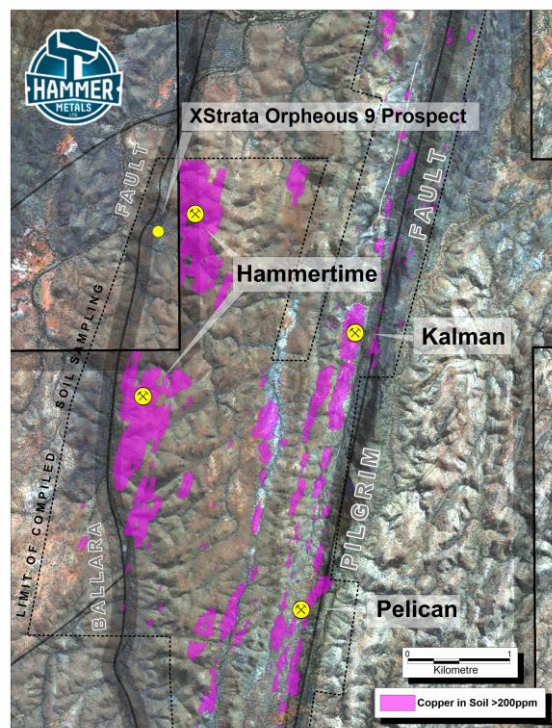 HAMMER
METALS
LTD
XStrata Orpheous 9 Prospect
FAULT
FAULT
Hammertime
Kalman
LIMIT OF COMPILED SOIL SAMPLING
PILGRIM
BALLARA
Pelican
0 1
Kilometre
Copper in Soil >200ppm